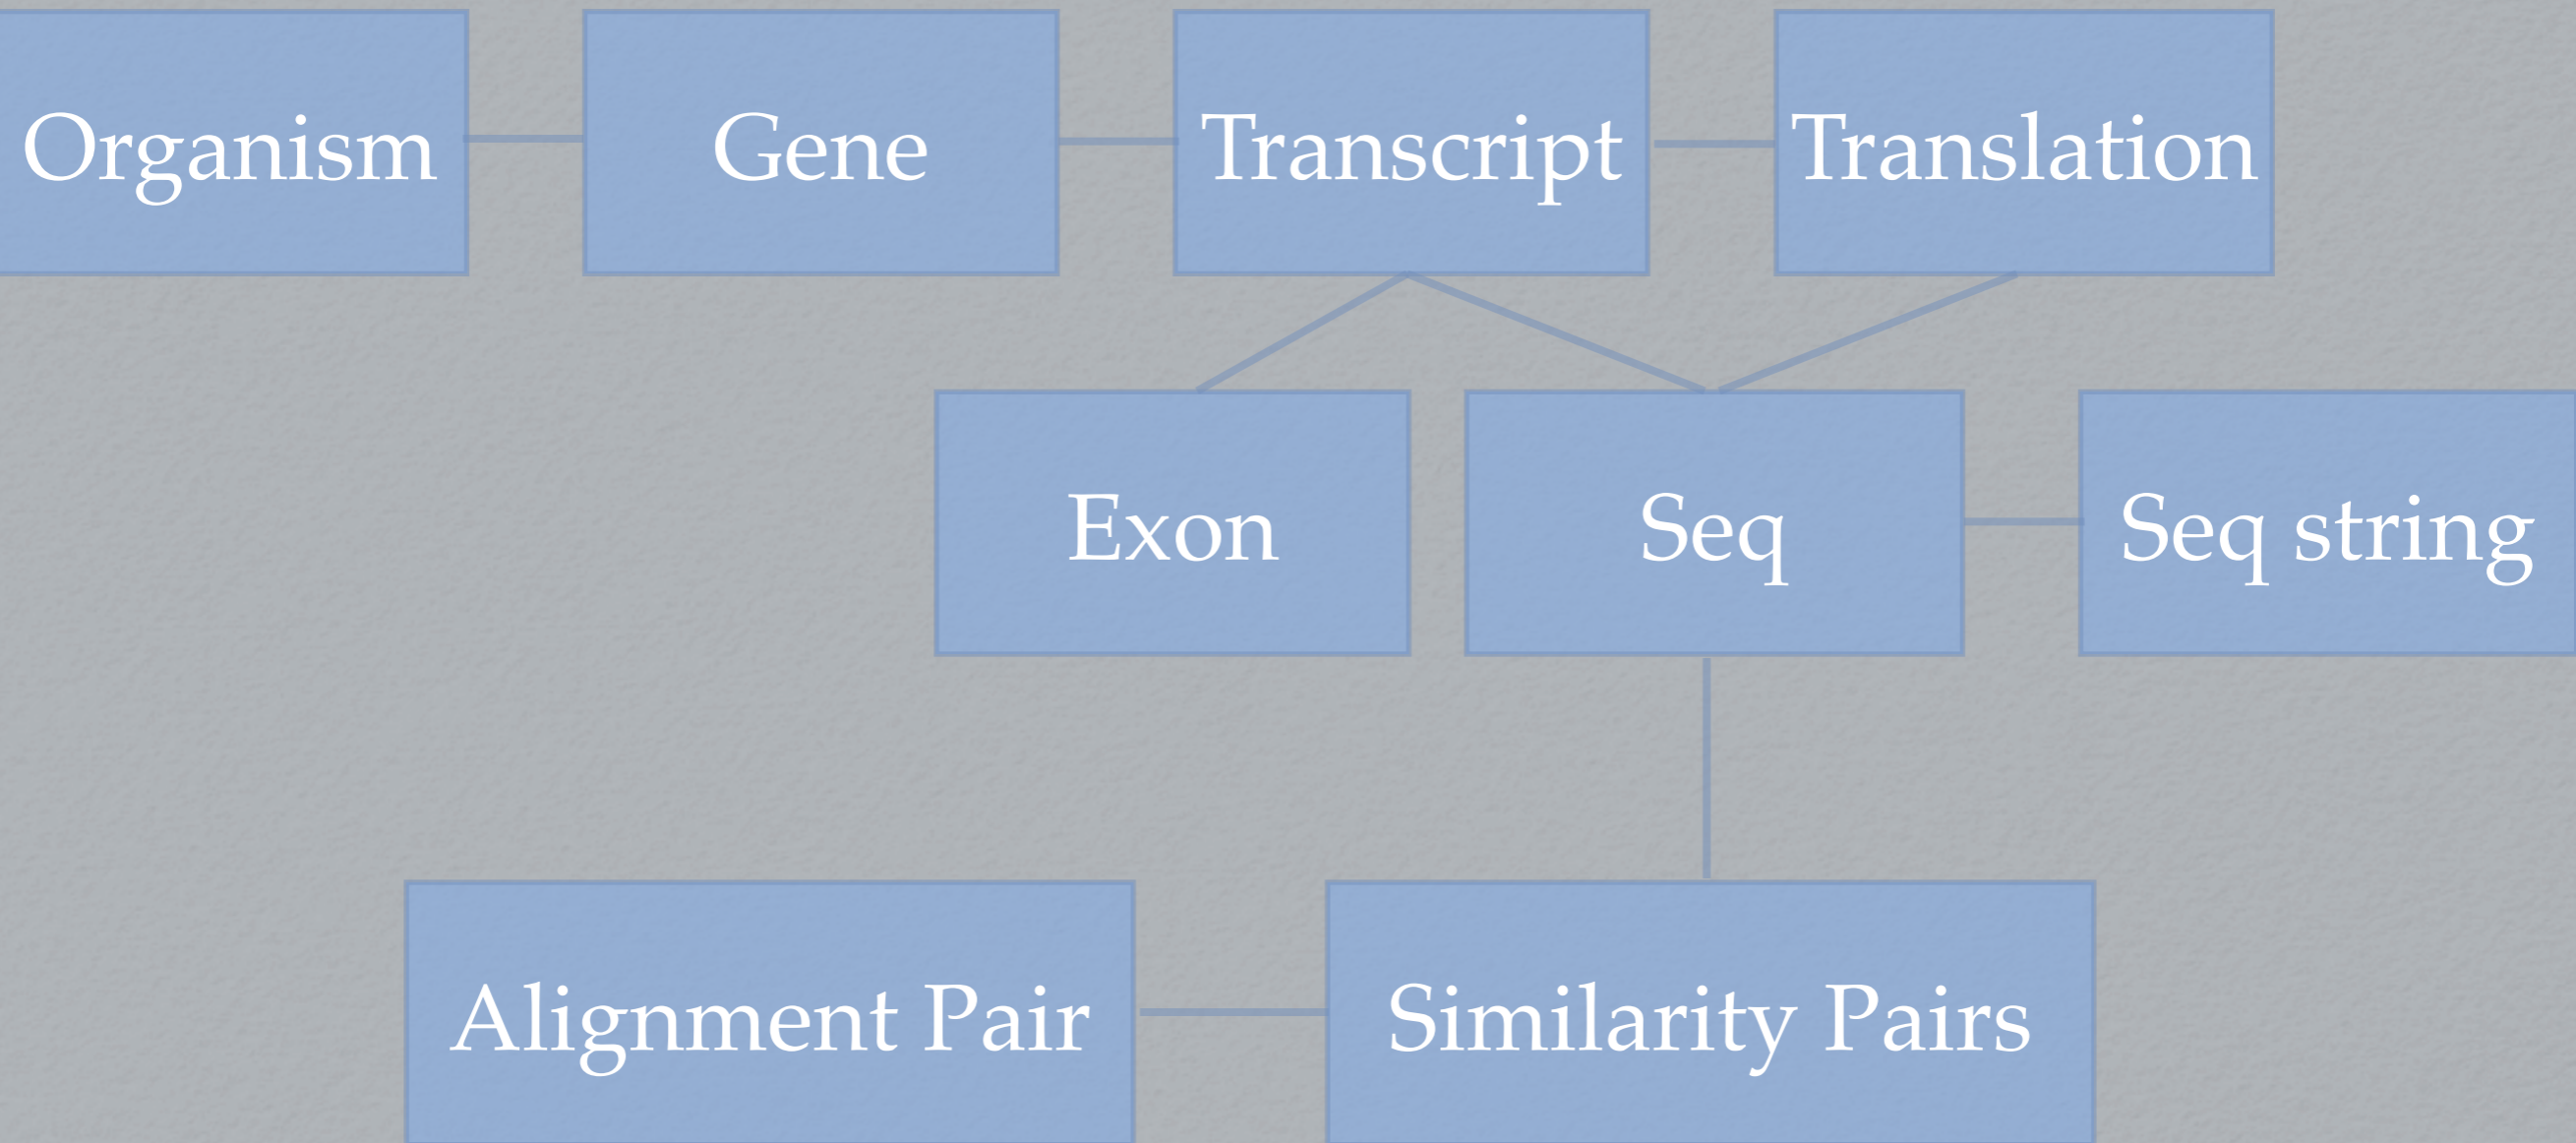 Organism
Gene
Transcript
Translation
Exon
Seq
Seq string
Alignment Pair
Similarity Pairs